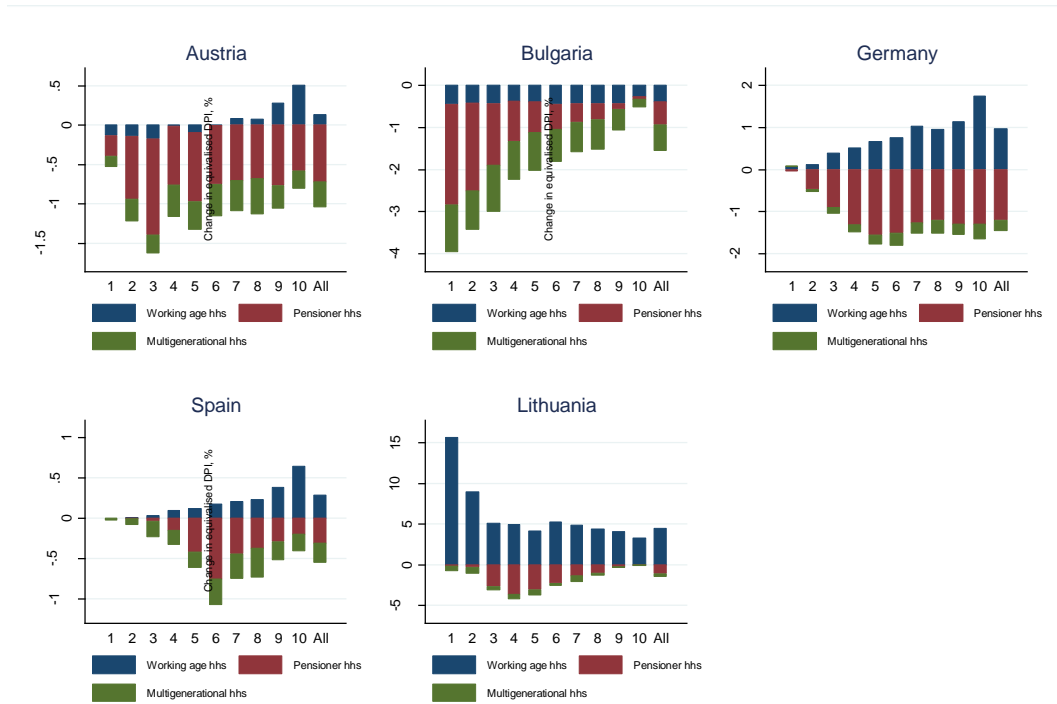 Austria
Bulgaria
Germany
.5
0
-.5
-1
-1.5
Change in equivalised DPI, %
1 2 3 4 5 6 7 8 9 10 All
Working age hhs
Pensioner hhs
Multigenerational hhs
0
-1
-2
-3
-4
Change in equivalised DPI, %
1 2 3 4 5 6 7 8 9 10 All
Working age hhs
Pensioner hhs
Multigenerational hhs
2
1
0
-1
-2
1 2 3 4 5 6 7 8 9 10 All
Working age hhs
Pensioner hhs
Multigenerational hhs
Spain
Lithuania
1
.5
0
-.5
-1
Change in equivalised DPI, %
1 2 3 4 5 6 7 8 9 10 All
Working age hhs
Pensioner hhs
Multigenerational hhs
15
10
5
0
-5
1 2 3 4 5 6 7 8 9 10 All
Working age hhs
Pensioner hhs
Multigenerational hhs